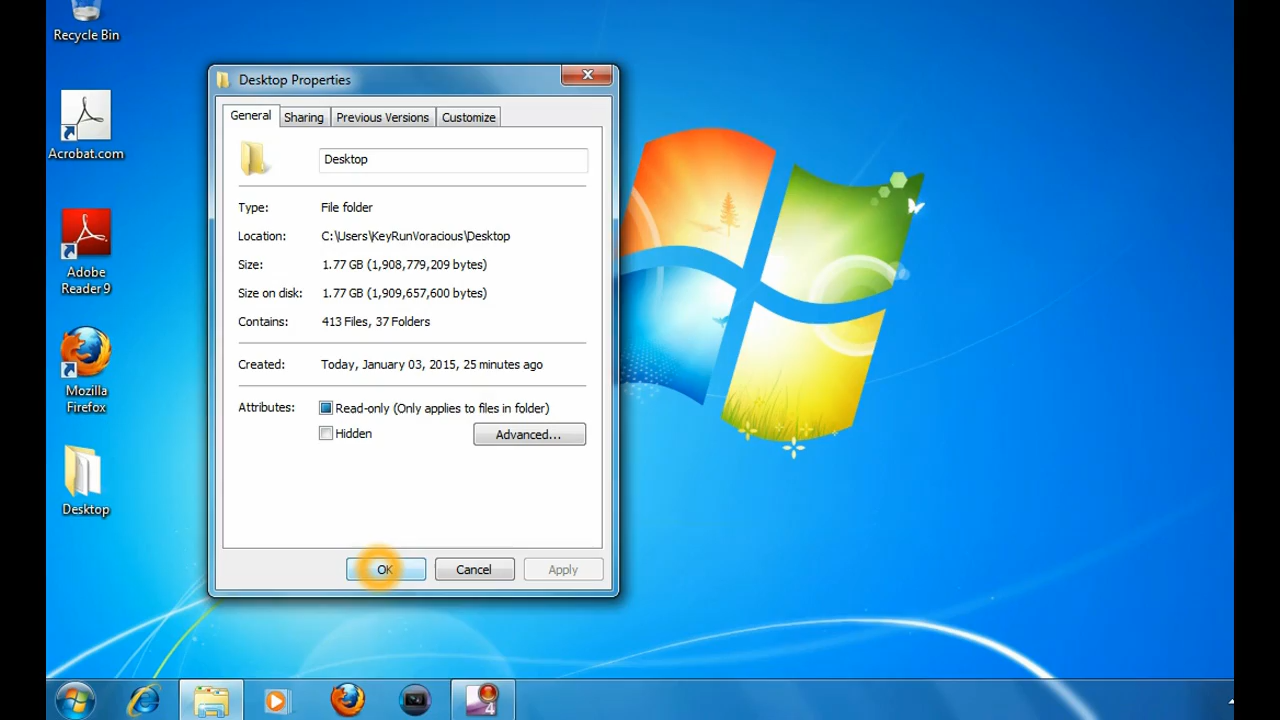 Recycle Bin
Acrobat.com
Adobe
Reader 9
Mozilla
Firefox
Desktop
Desktop Properties
General
Sharing
Previous Versions
Customize
Desktop
Type: File folder
Location: C:\Users\KeyRunVoracious\Desktop
Size: 1.77 GB (1,908,779,209 bytes)
Size on disk: 1.77 GB (1,909,657,600 bytes)
Contains: 413 Files, 37 Folders
Created: Today, January 03, 2015, 25 minutes ago
Attributes: Read-only (Only applies to files in folder)
Hidden
Advanced...
OK
Cancel
Apply
4